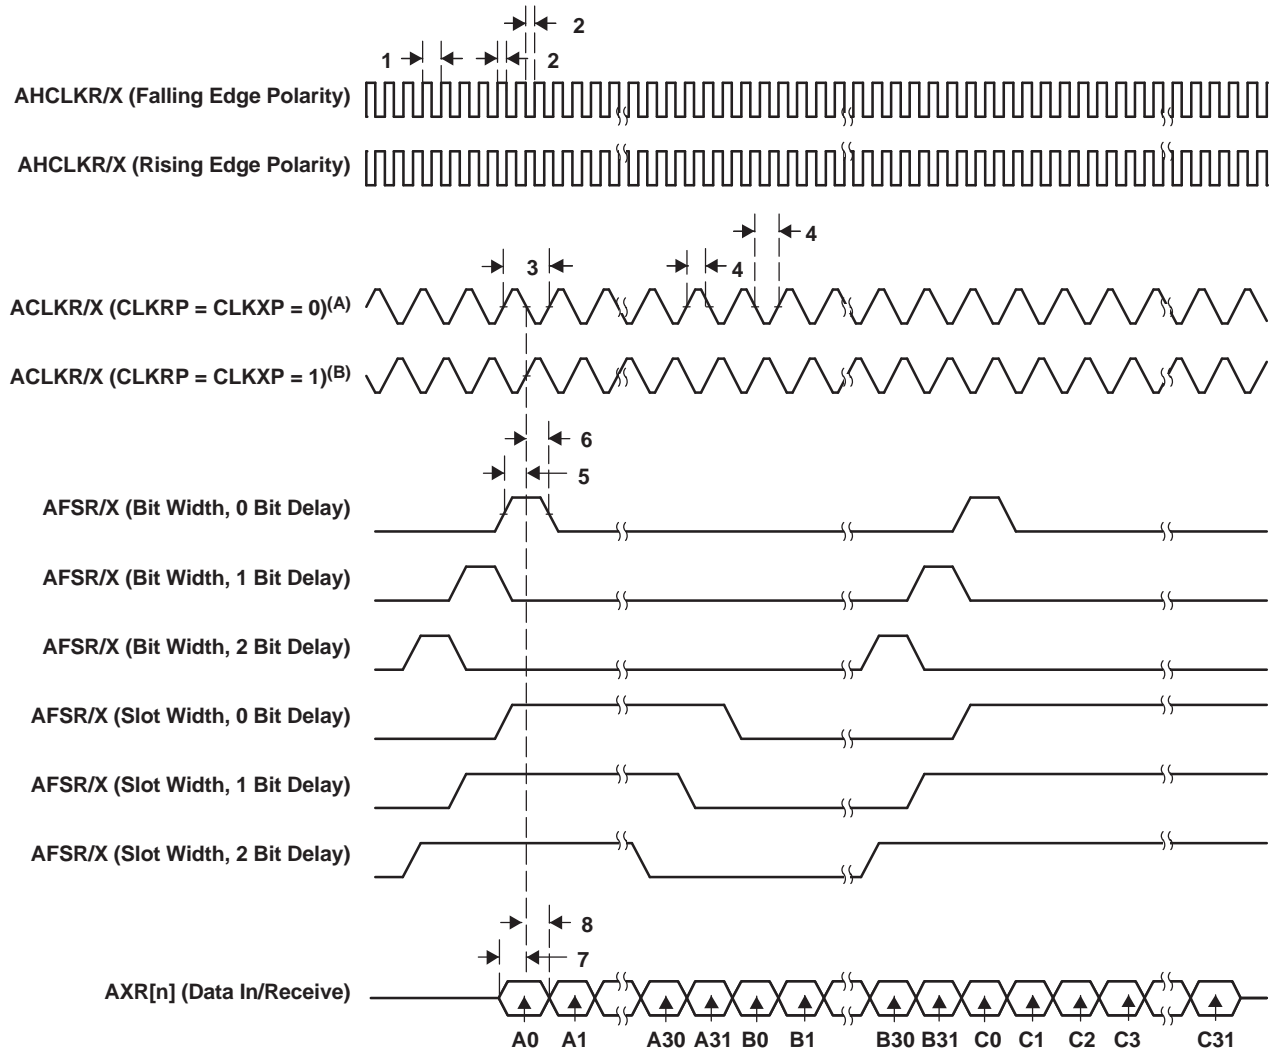 2
1
2
AHCLKR/X (Falling Edge Polarity)
AHCLKR/X (Rising Edge Polarity)
4
3
4
ACLKR/X (CLKRP = CLKXP = 0)(A)
ACLKR/X (CLKRP = CLKXP = 1)(B)
6
5
AFSR/X (Bit Width, 0 Bit Delay)
AFSR/X (Bit Width, 1 Bit Delay)
AFSR/X (Bit Width, 2 Bit Delay)
AFSR/X (Slot Width, 0 Bit Delay)
AFSR/X (Slot Width, 1 Bit Delay)
AFSR/X (Slot Width, 2 Bit Delay)
8
7
AXR[n] (Data In/Receive)
A0 A1 A30 A31 B0 B1 B30 B31 C0 C1 C2 C3 C31